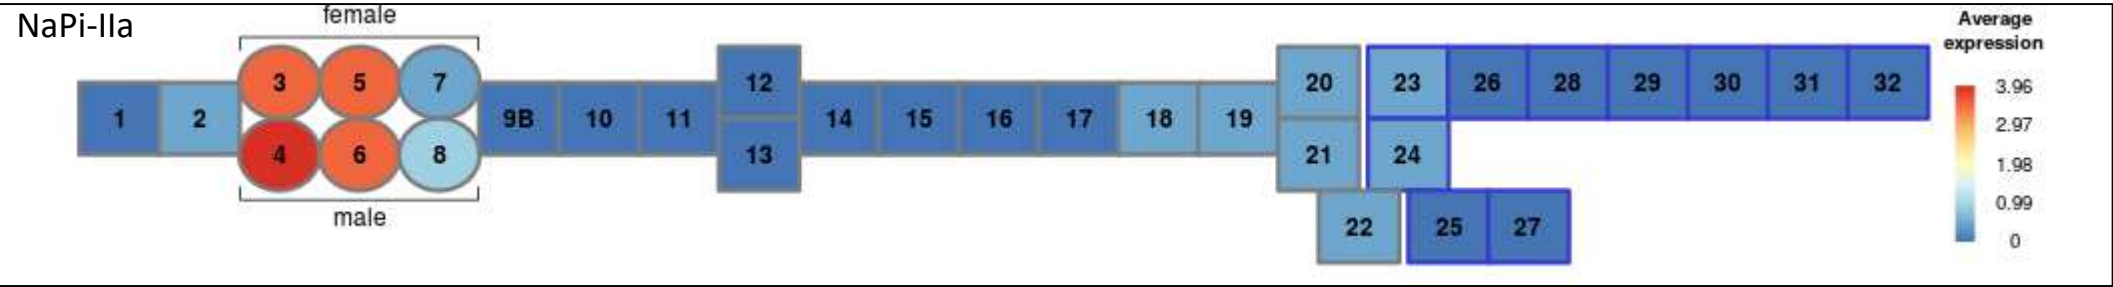 NaPi-IIa
female
Average
expression
3 5 7
12
20 23 26 28 29 30 31 32
1 2 9B 10 11 14 15 16 17 18 19
4 6 8
13
21 24
male
22 25 27
3.96
2.97
1.98
0.99
0